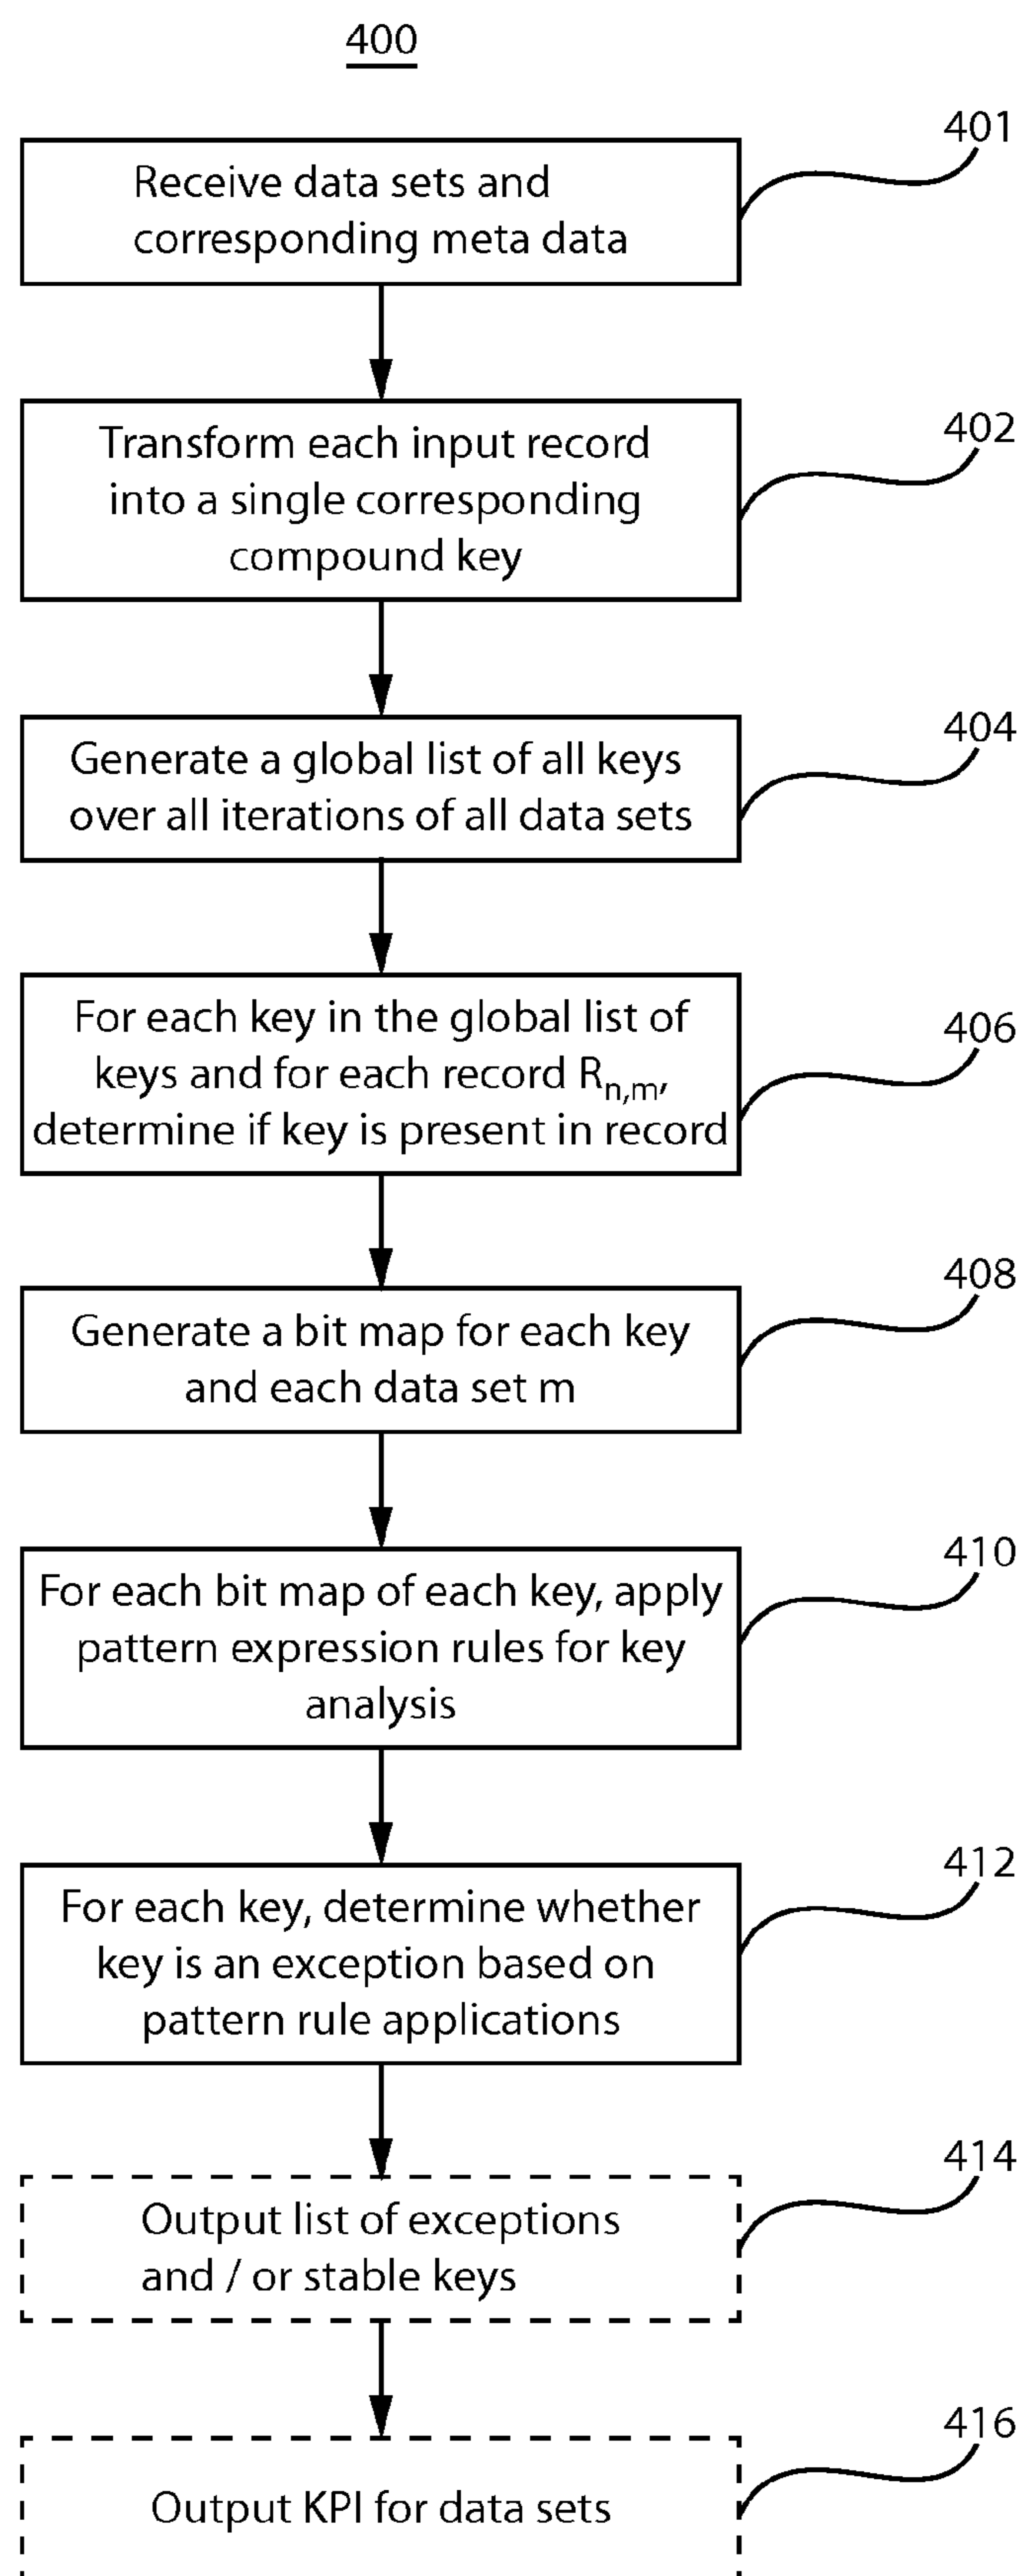 400
401
Receive data sets and
corresponding meta data
402
Transform each input record
into a single corresponding
compound key
404
Generate a global list of all keys
over all iterations of all data sets
406
For each key in the global list of
keys and for each record Rn,m,
determine if key is present in record
408
Generate a bit map for each key
and each data set m
410
For each bit map of each key, apply
pattern expression rules for key
analysis
412
For each key, determine whether
key is an exception based on
pattern rule applications
414
Output list of exceptions
and / or stable keys
416
Output KPI for data sets